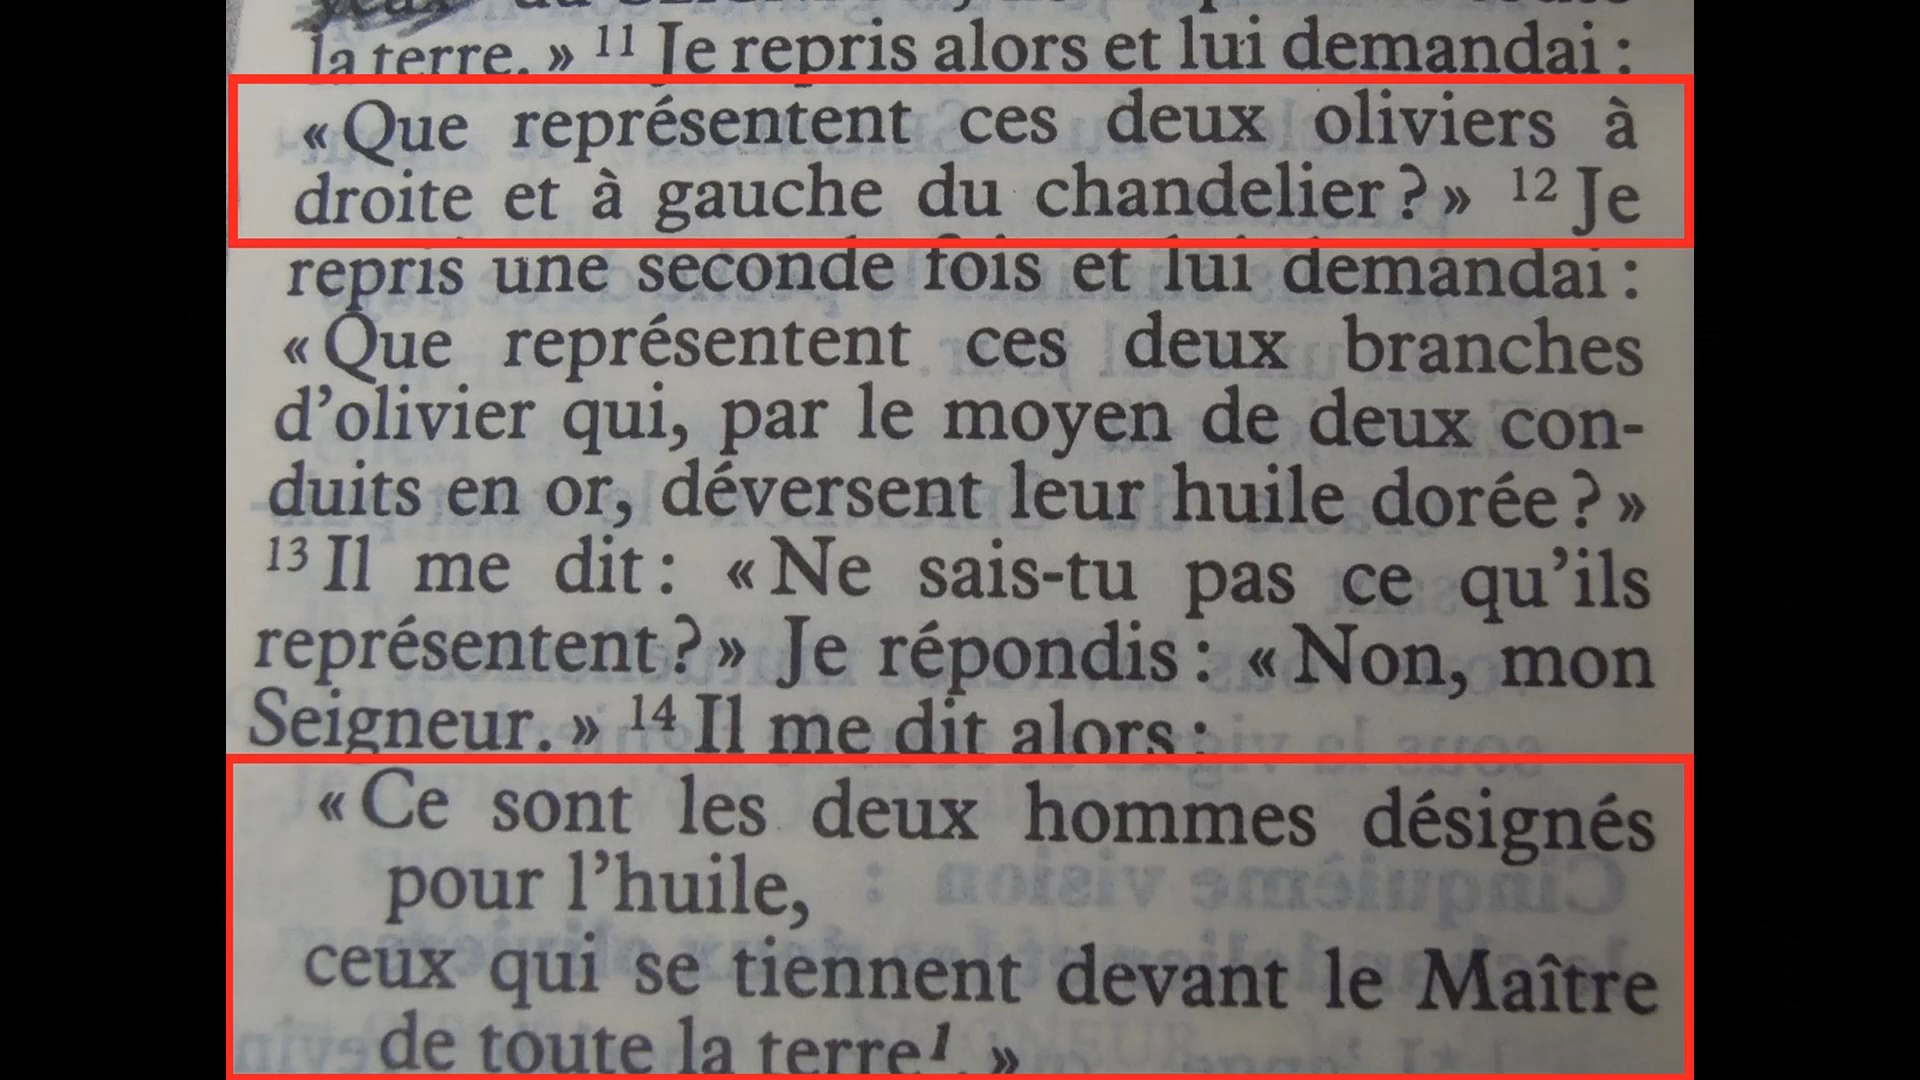 la terre. » 11 Je repris alors et lui demandai :
« Que représentent ces deux oliviers à
droite et à gauche du chandelier ? » 12 Je
repris une seconde fois et lui demandai :
« Que représentent ces deux branches
d'olivier qui, par le moyen de deux con-
duits en or, déversent leur huile dorée ? »
13 Il me dit : « Ne sais-tu pas ce qu'ils
représentent ? » Je répondis : « Non, mon
Seigneur. » 14 Il me dit alors :
« Ce sont les deux hommes désignés
pour l'huile,
ceux qui se tiennent devant le Maître
de toute la terre1. »